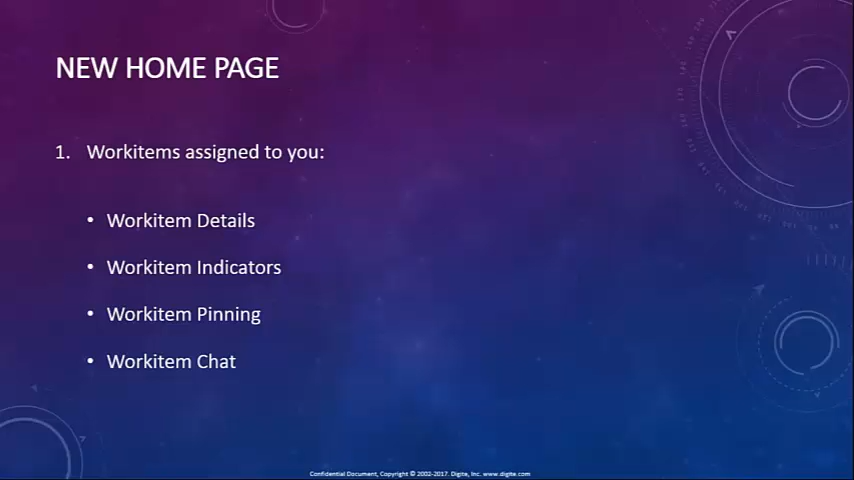 NEW HOME PAGE
1. Workitems assigned to you:
• Workitem Details
• Workitem Indicators
• Workitem Pinning
• Workitem Chat
Confidential Document, Copyright © 2002-2017. Digite, Inc. www.digite.com